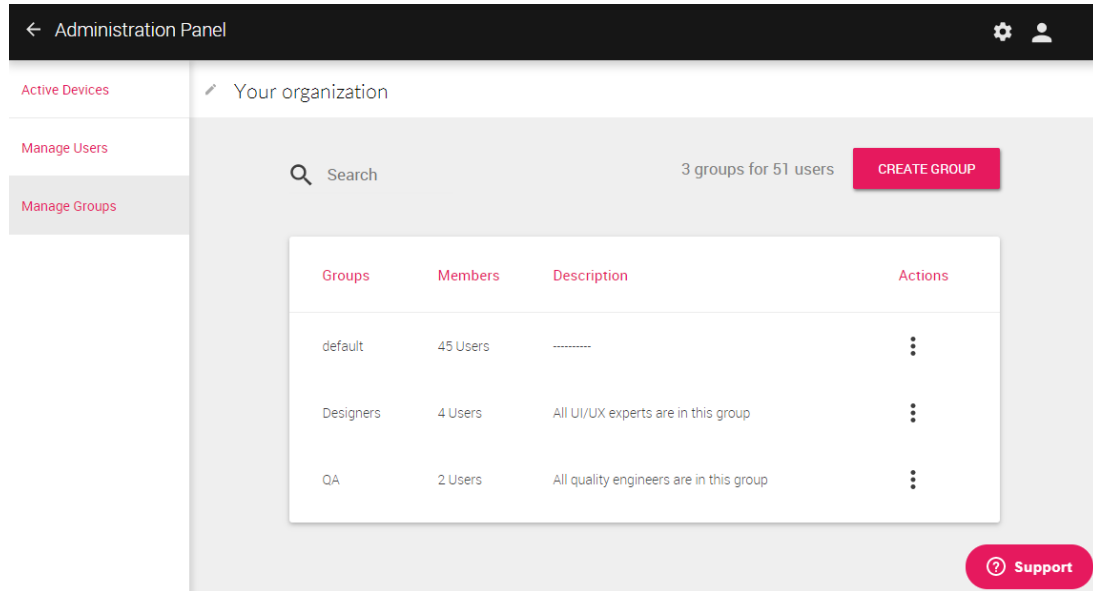 Administration Panel
Active Devices
Manage Users
Manage Groups
Your organization
Search
3 groups for 51 users
CREATE GROUP
Groups Members Description Actions
default 45 Users ----------
Designers 4 Users All UI/UX experts are in this group
QA 2 Users All quality engineers are in this group
Support